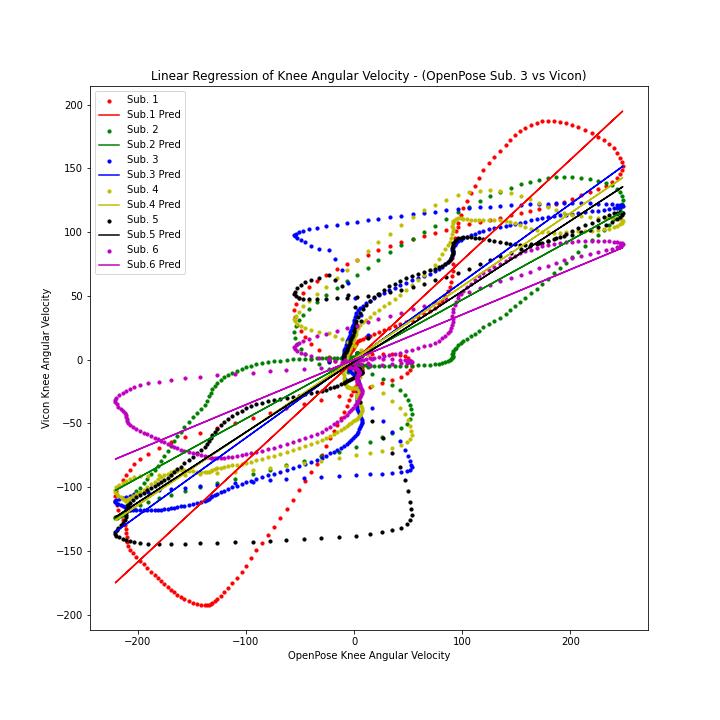 Linear Regression of Knee Angular Velocity - (OpenPose Sub. 3 vs Vicon)
Sub. 1
Sub.1 Pred
Sub. 2
Sub.2 Pred
Sub. 3
Sub.3 Pred
Sub. 4
Sub.4 Pred
Sub. 5
Sub.5 Pred
Sub. 6
Sub.6 Pred
Vicon Knee Angular Velocity
200
150
100
50
0
−50
−100
−150
−200
−200 −100 0 100 200
OpenPose Knee Angular Velocity